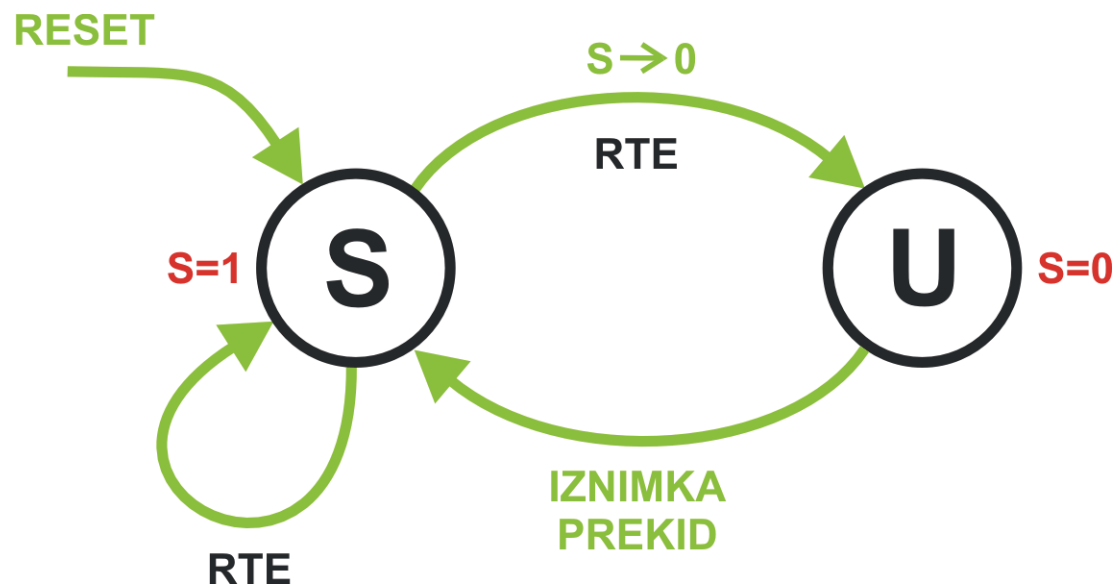 RESET
S→0
RTE
S=1
S
U
S=0
IZNIMKA
PREKID
RTE